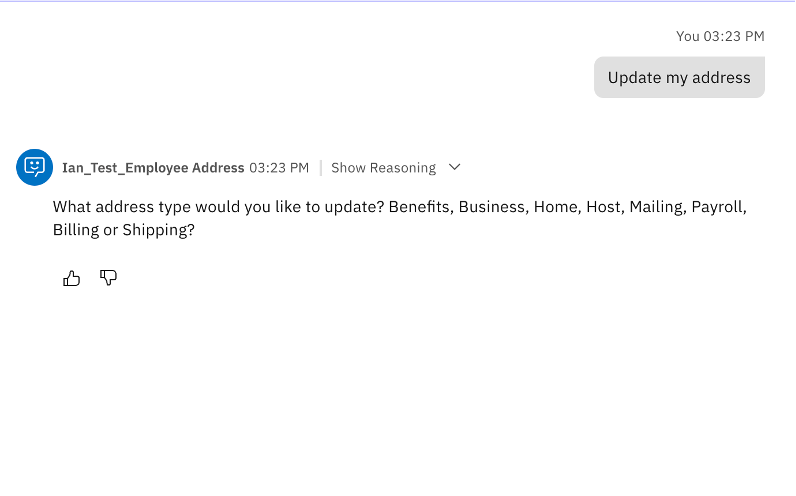 You 03:23 PM
Update my address
Ian_Test_Employee Address 03:23 PM | Show Reasoning
What address type would you like to update? Benefits, Business, Home, Host, Mailing, Payroll,
Billing or Shipping?